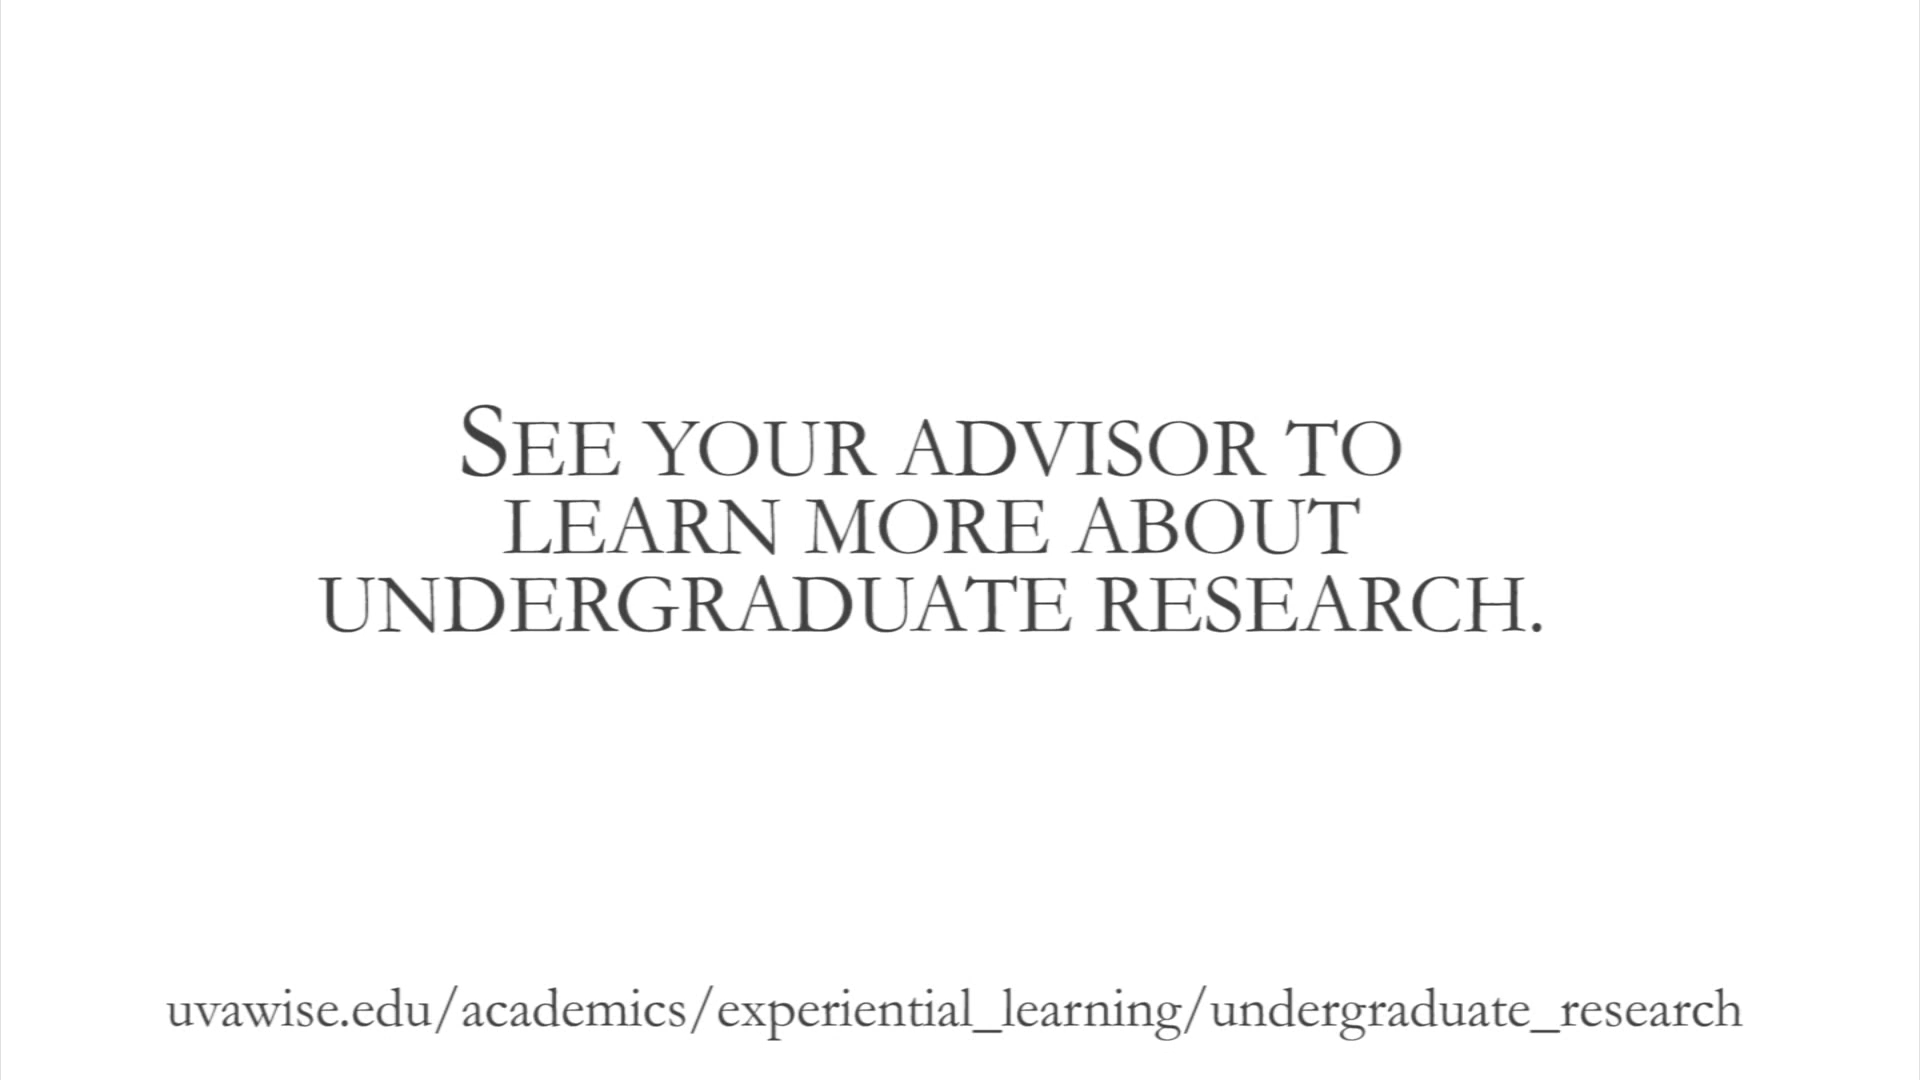 See your advisor to
learn more about
undergraduate research.
uvawise.edu/academics/experiential_learning/undergraduate_research